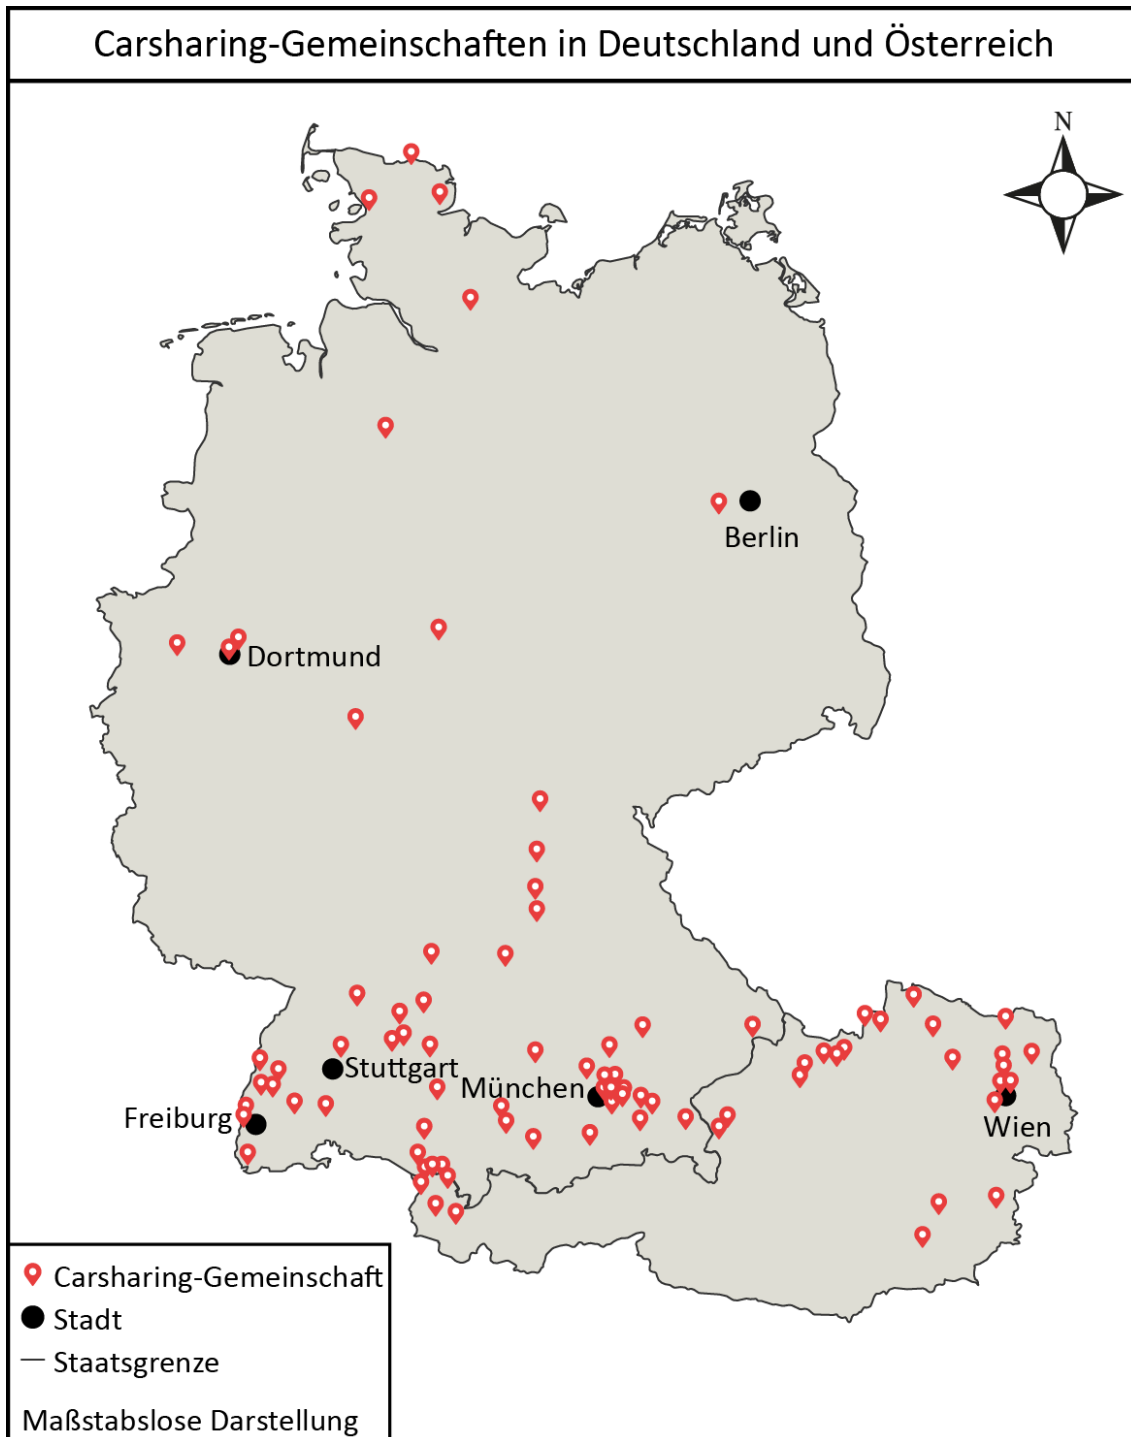 Carsharing-Gemeinschaften in Deutschland und Österreich
N
Berlin
Dortmund
Stuttgart
München
Freiburg
Wien
Carsharing-Gemeinschaft
Stadt
Staatsgrenze
Maßstabslose Darstellung